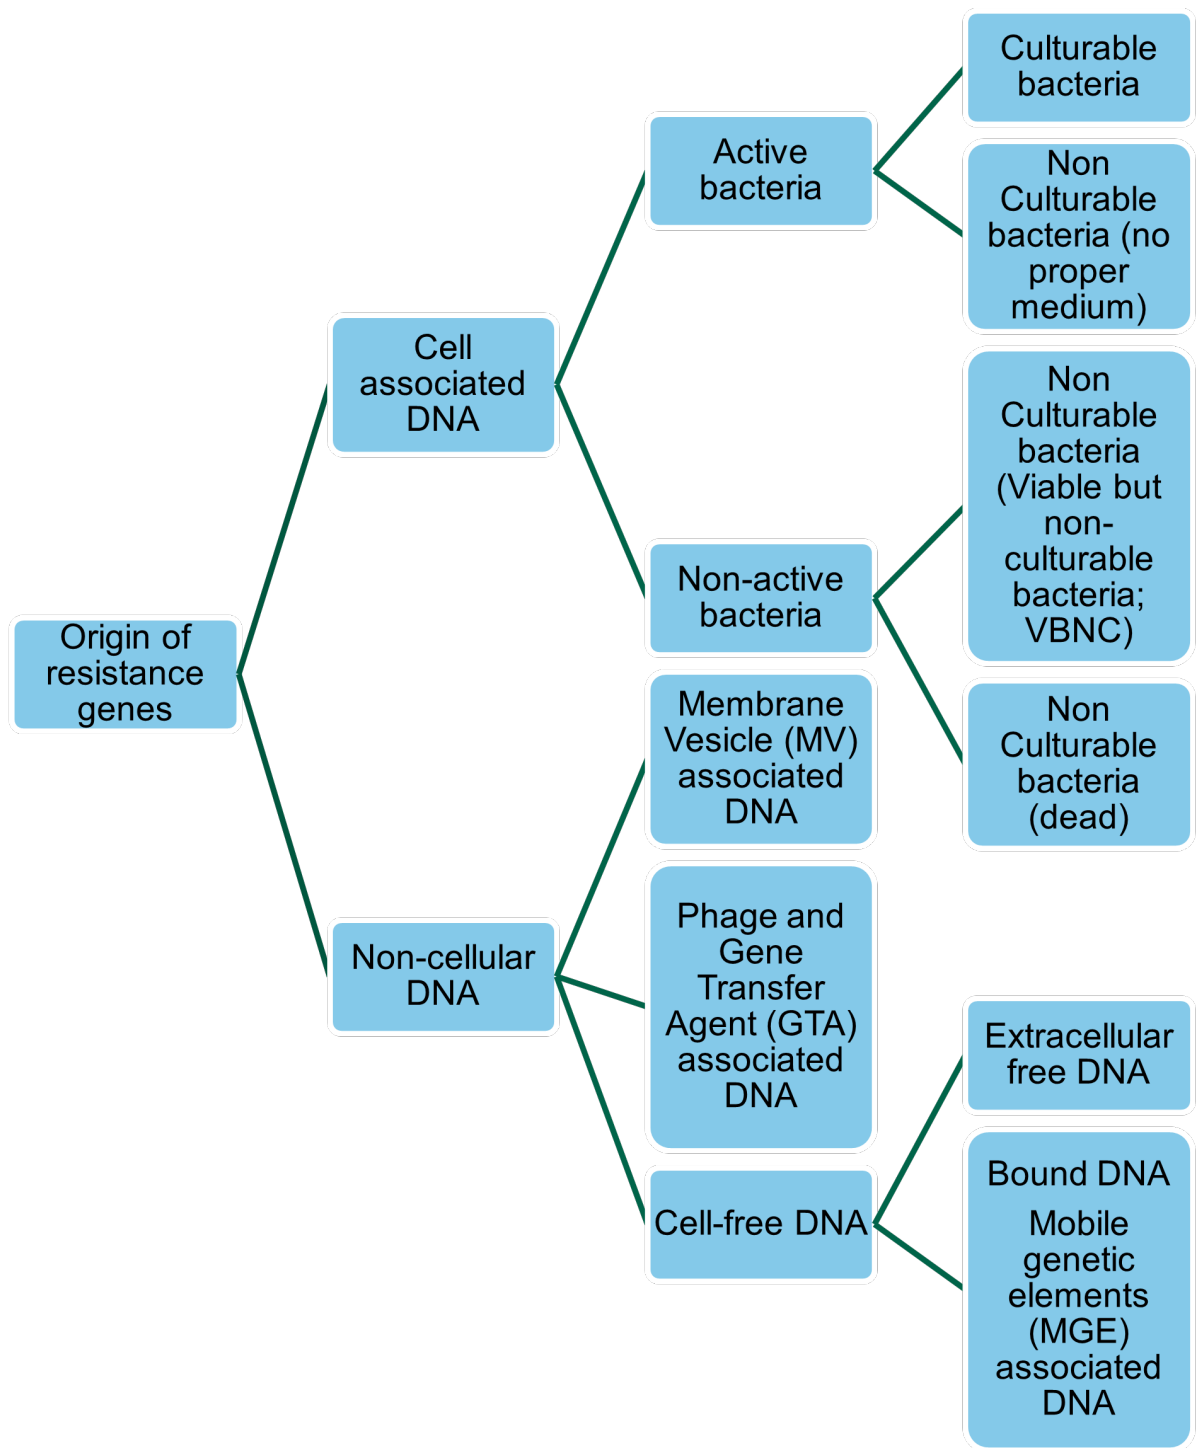 Origin of
resistance
genes
Cell
associated
DNA
Active
bacteria
Culturable
bacteria
Non
Culturable
bacteria (no
proper
medium)
Non-active
bacteria
Non
Culturable
bacteria
(Viable but
non-
culturable
bacteria;
VBNC)
Non
Culturable
bacteria
(dead)
Non-cellular
DNA
Membrane
Vesicle (MV)
associated
DNA
Phage and
Gene
Transfer
Agent (GTA)
associated
DNA
Cell-free DNA
Extracellular
free DNA
Bound DNA
Mobile
genetic
elements
(MGE)
associated
DNA